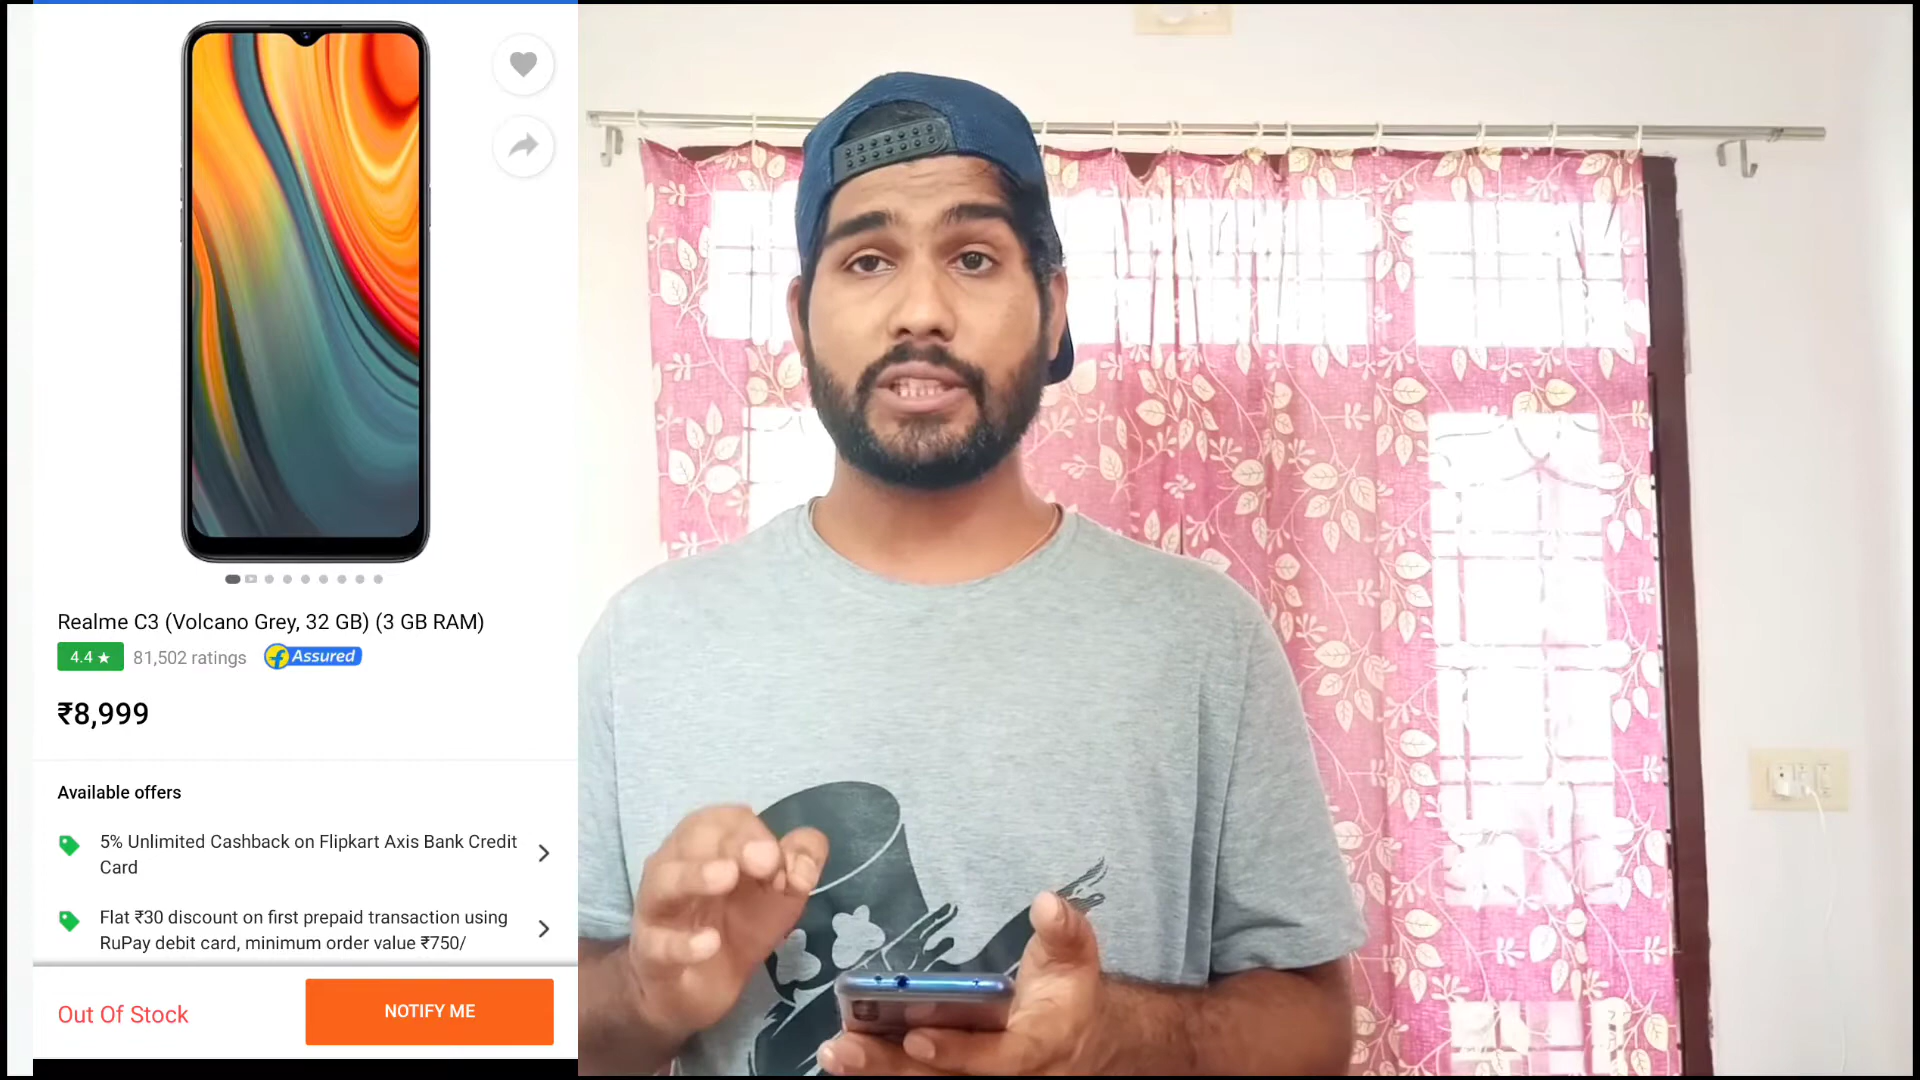 Realme C3 (Volcano Grey, 32 GB) (3 GB RAM)
4.4 ★ 81,502 ratings Assured
₹8,999
Available offers
5% Unlimited Cashback on Flipkart Axis Bank Credit
Card
Flat ₹30 discount on first prepaid transaction using
RuPay debit card, minimum order value ₹750/
Out Of Stock
NOTIFY ME